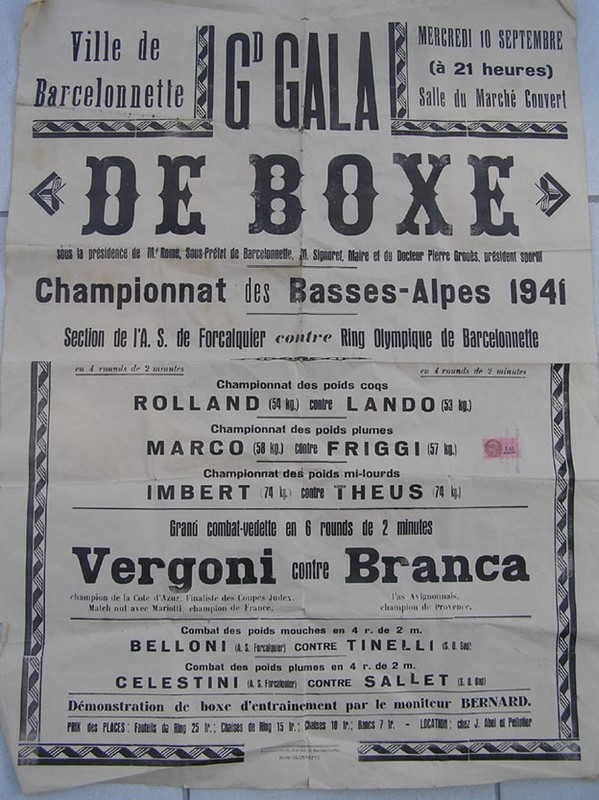 Ville de
Barcelonnette
GD GALA
MERCREDI 10 SEPTEMBRE
(à 21 heures)
Salle du Marché Couvert
DE BOXE
sous la présidence de Mr Rouhé, Sous-Préfet de Barcelonnette, M. Signoret, Maire et du Docteur Pierre Grouès, président sportif
Championnat des Basses-Alpes 1941
Section de l'A. S. de Forcalquier contre Ring Olympique de Barcelonnette
en 4 rounds de 2 minutes
en 4 rounds de 2 minutes
Championnat des poids coqs
ROLLAND (54 kg.) contre LANDO (53 kg.)
Championnat des poids plumes
MARCO (58 kg.) contre FRIGGI (57 kg.)
Championnat des poids mi-lourds
IMBERT (74 kg.) contre THEUS (74 kg.)
Grand combat-vedette en 6 rounds de 2 minutes
Vergoni contre Branca
champion de la Cote d'Azur, Finaliste des Coupes Judex,
Match nul avec Mariotti, champion de France.
l'as Avignonnais,
champion de Provence.
Combat des poids mouches en 4 r. de 2 m.
BELLONI (A. S. Forcalquier) CONTRE TINELLI (S. O. Gap)
Combat des poids plumes en 4 r. de 2 m.
CELESTINI (A. S. Forcalquier) CONTRE SALLET (S. O. Gap)
Démonstration de boxe d'entrainement par le moniteur BERNARD.
PRIX des PLACES : Fauteils da Ring 25 fr.; Chaises de Ring 15 fr.; Chaises 10 fr.; Bancs 7 fr. - LOCATION : chez J. Abel et Pelletier